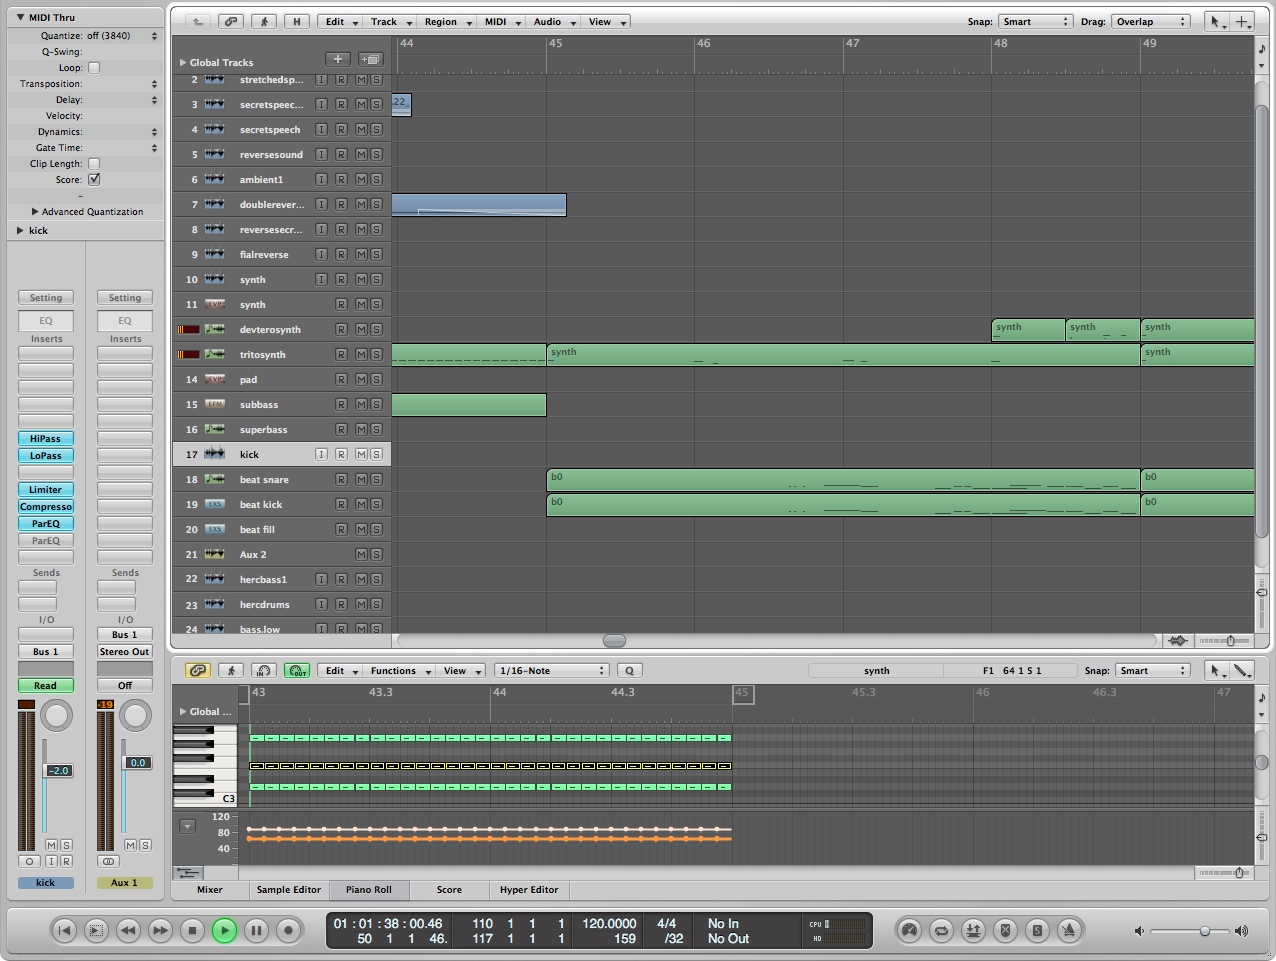 MIDI Thru
Quantize: off (3840)
Q-Swing:
Loop:
Transposition:
Delay:
Velocity:
Dynamics:
Gate Time:
Clip Length:
Score:
Advanced Quantization
kick
Setting Setting
EQ EQ
Inserts Inserts
HiPass
LoPass
Limiter
Compresso
ParEQ
ParEQ
Sends Sends
I/O I/O
Bus 1
Bus 1 Stereo Out
Read Off
-19
-2.0 0.0
M S M S
I R
kick Aux 1
H Edit Track Region MIDI Audio View Snap: Smart Drag: Overlap
44 45 46 47 48 49
Global Tracks
2 stretchedsp... I R M S
3 secretspeec... I R M S
4 secretspeech I R M S
5 reversesound I R M S
6 ambient1 I R M S
7 doublerever... I R M S
8 reversesecr... I R M S
9 fialreverse I R M S
10 synth I R M S
11 synth R M S
devterosynth R M S synth synth synth
tritosynth R M S synth synth
14 pad R M S
15 subbass R M S
16 superbass R M S
17 kick I R M S
18 beat snare R M S b0 b0
19 beat kick R M S b0 b0
20 beat fill R M S
21 Aux 2 M S
22 hercbass1 I R M S
23 hercdrums I R M S
24 bass.low I R M S
IN OUT Edit Functions View 1/16-Note Q synth F1 64 1 5 1 Snap: Smart
43 43.3 44 44.3 45 45.3 46 46.3 47
Global ...
C3
120
80
40
Mixer Sample Editor Piano Roll Score Hyper Editor
01 : 01 : 38 : 00.46 110 1 1 1 120.0000 4/4 No In CPU
50 1 1 46. 117 1 1 1 159 /32 No Out HD